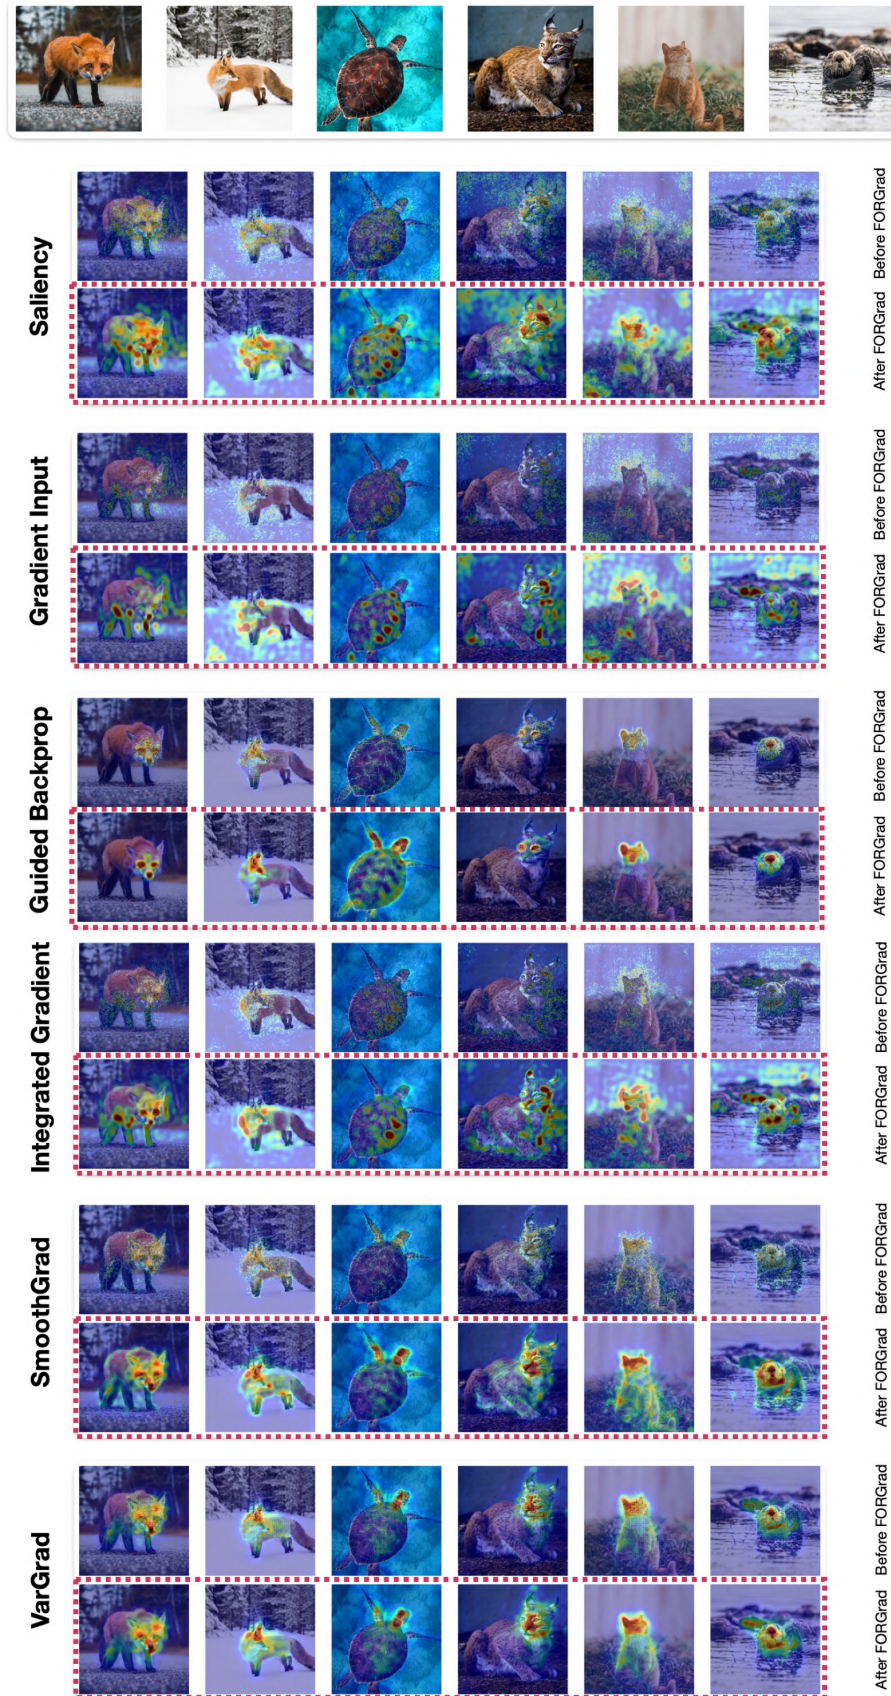 Saliency
Before FORGrad
After FORGrad
Gradient Input
Before FORGrad
After FORGrad
Guided Backprop
Before FORGrad
After FORGrad
Integrated Gradient
Before FORGrad
After FORGrad
SmoothGrad
Before FORGrad
After FORGrad
VarGrad
Before FORGrad
After FORGrad